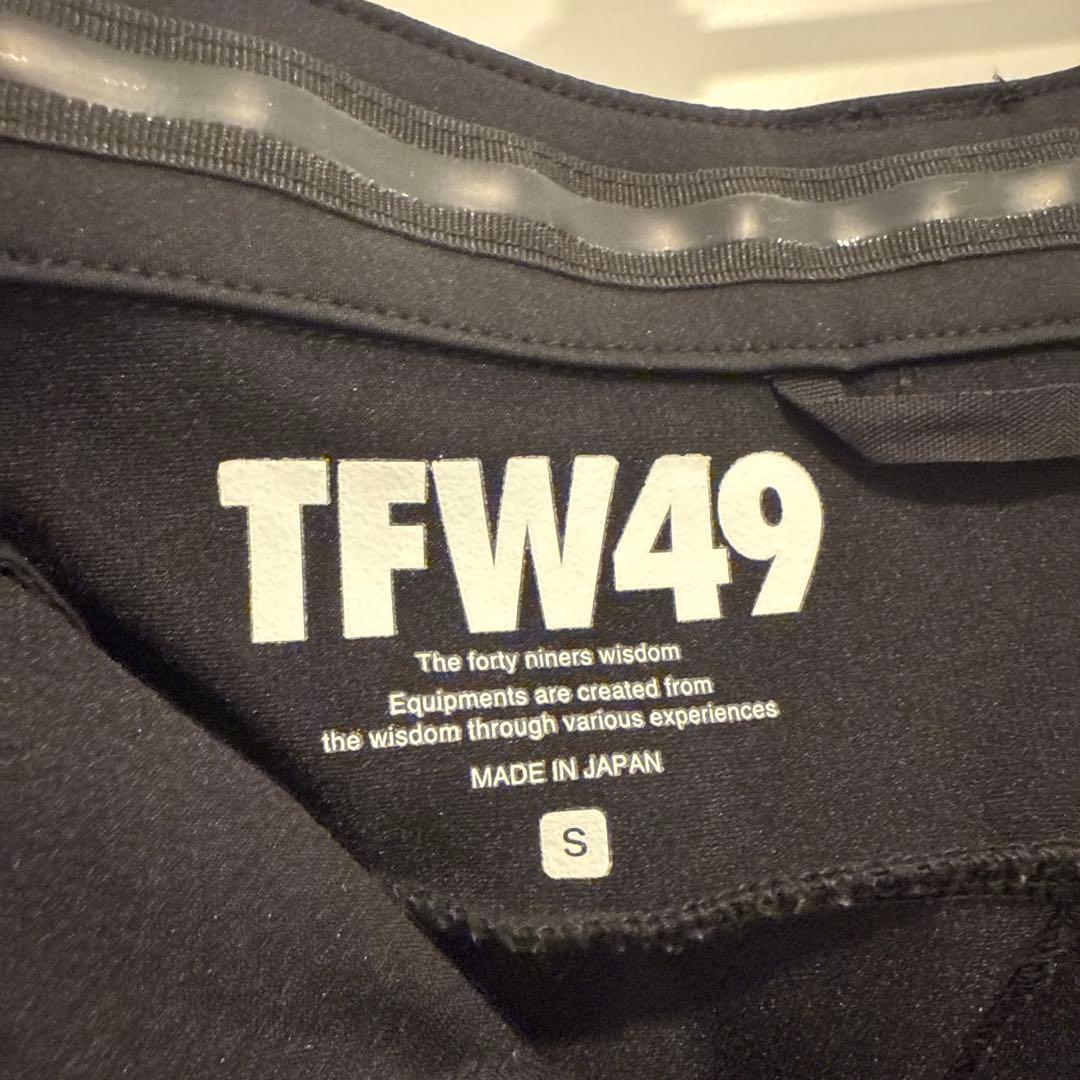 TFW49
The forty niners wisdom
Equipments are created from
the wisdom through various experiences
MADE IN JAPAN
S